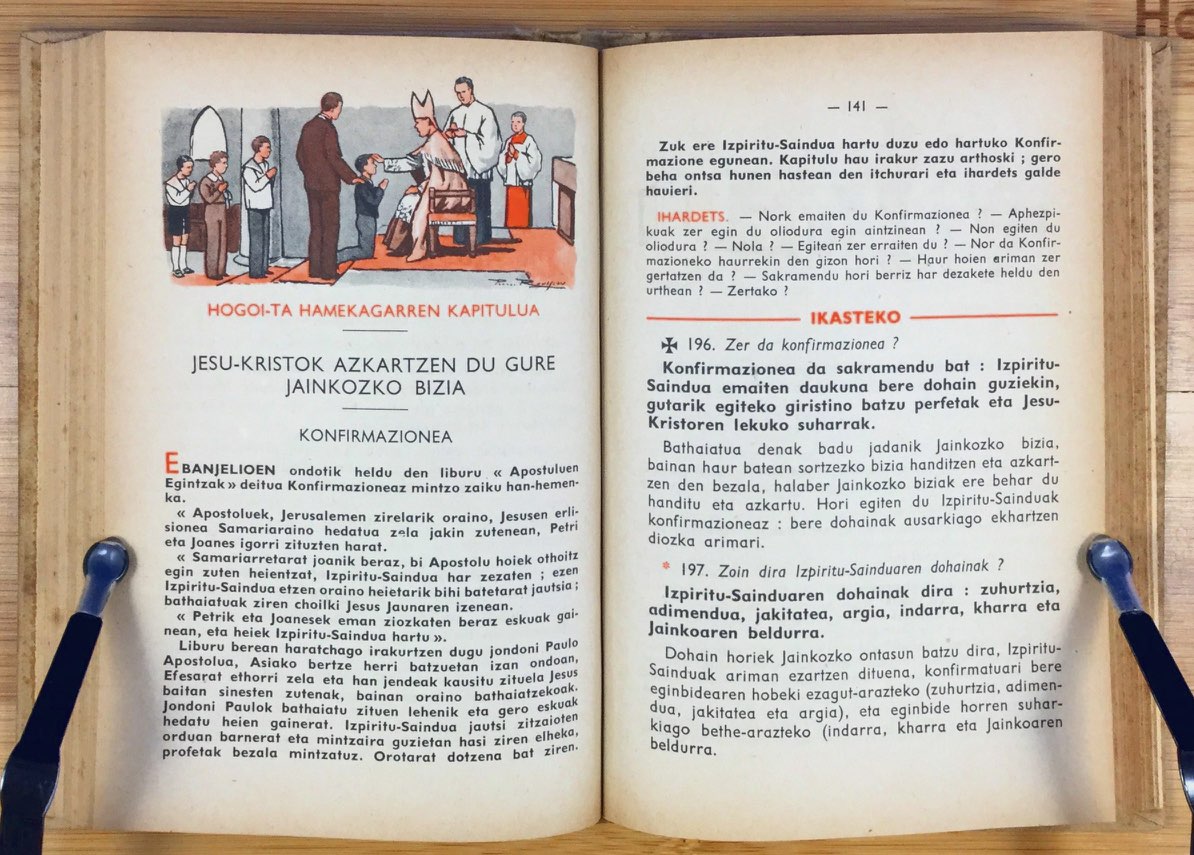 HOGOI-TA HAMEKAGARREN KAPITULUA
JESU-KRISTOK AZKARTZEN DU GURE
JAINKOZKO BIZIA
KONFIRMAZIONEA
EBANJELIOEN ondotik heldu den liburu « Apostuluen
Egintzak » deitua Konfirmazioneaz mintzo zaiku han-hemen-
ka.
« Apostoluek, Jerusalemen zirelarik oraino, Jesusen erli-
sionea Samariaraino hedatua zela jakin zutenean, Petri
eta Joanes igorri zituzten harat.
« Samariarretarat joanik beraz, bi Apostolu hoiek othoitz
egin zuten heientzat, Izpiritu-Saindua har zezaten ; ezen
Izpiritu-Saindua etzen oraino heietarik bihi batetarat jautsia ;
bathaiatuak ziren choilki Jesus Jaunaren izenean.
« Petrik eta Joanesek eman ziozkaten beraz eskuak gai-
nean, eta heiek Izpiritu-Saindua hartu ».
Liburu berean haratchago irakurtzen dugu jondoni Paulo
Apostolua, Asiako bertze herri batzuetan izan ondoan,
Efesarat ethorri zela eta han jendeak kausitu zituela Jesus
baitan sinesten zutenak, bainan oraino bathaiatzekoak.
Jondoni Paulok bathaiatu zituen lehenik eta gero eskuak
hedatu heien gainerat. Izpiritu-Saindua jautsi zitzaioten
orduan barnerat eta mintzaira guzietan hasi ziren elheka,
profetak bezala mintzatuz. Orotarat dotzena bat ziren.
— 141 —
Zuk ere Izpiritu-Saindua hartu duzu edo hartuko Konfir-
mazione egunean. Kapitulu hau irakur zazu arthoski ; gero
beha ontsa hunen hastean den itchurari eta ihardets galde
hauieri.
IHARDETS. — Nork emaiten du Konfirmazionea ? — Aphezpi-
kuak zer egin du oliodura egin aintzinean ? — Non egiten du
oliodura ? — Nola ? — Egitean zer erraiten du ? — Nor da Konfir-
mazioneko haurrekin den gizon hori ? — Haur hoien ariman zer
gertatzen da ? — Sakramendu hori berriz har dezakete heldu den
urthean ? — Zertako ?
IKASTEKO
✠ 196. Zer da konfirmazionea ?
Konfirmazionea da sakramendu bat : Izpiritu-
Saindua emaiten daukuna bere dohain guziekin,
gutarik egiteko giristino batzu perfetak eta Jesu-
Kristoren lekuko suharrak.
Bathaiatua denak badu jadanik Jainkozko bizia,
bainan haur batean sortzezko bizia handitzen eta azkart-
zen den bezala, halaber Jainkozko biziak ere behar du
handitu eta azkartu. Hori egiten du Izpiritu-Sainduak
konfirmazioneaz : bere dohainak ausarkiago ekhartzen
diozka arimari.
* 197. Zoin dira Izpiritu-Sainduaren dohainak ?
Izpiritu-Sainduaren dohainak dira : zuhurtzia,
adimendua, jakitatea, argia, indarra, kharra eta
Jainkoaren beldurra.
Dohain horiek Jainkozko ontasun batzu dira, Izpiritu-
Sainduak ariman ezartzen dituena, konfirmatuari bere
eginbidearen hobeki ezagut-arazteko (zuhurtzia, adimen-
dua, jakitatea eta argia), eta eginbide horren suhar-
kiago bethe-arazteko (indarra, kharra eta Jainkoaren
beldurra.